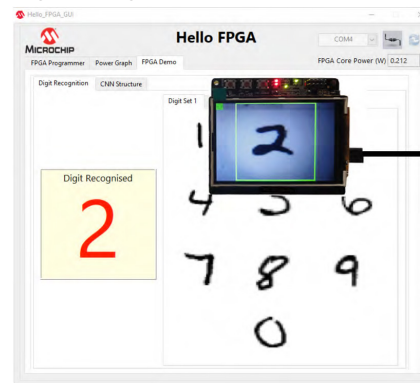 Hello_FPGA_GUI
MICROCHIP
Hello FPGA
COM4
FPGA Programmer
Power Graph
FPGA Demo
FPGA Core Power (W) 0.212
Digit Recognition
CNN Structure
Digit Set 1
Digit Recognised
2
1
2
4 5 6
7 8 9
0